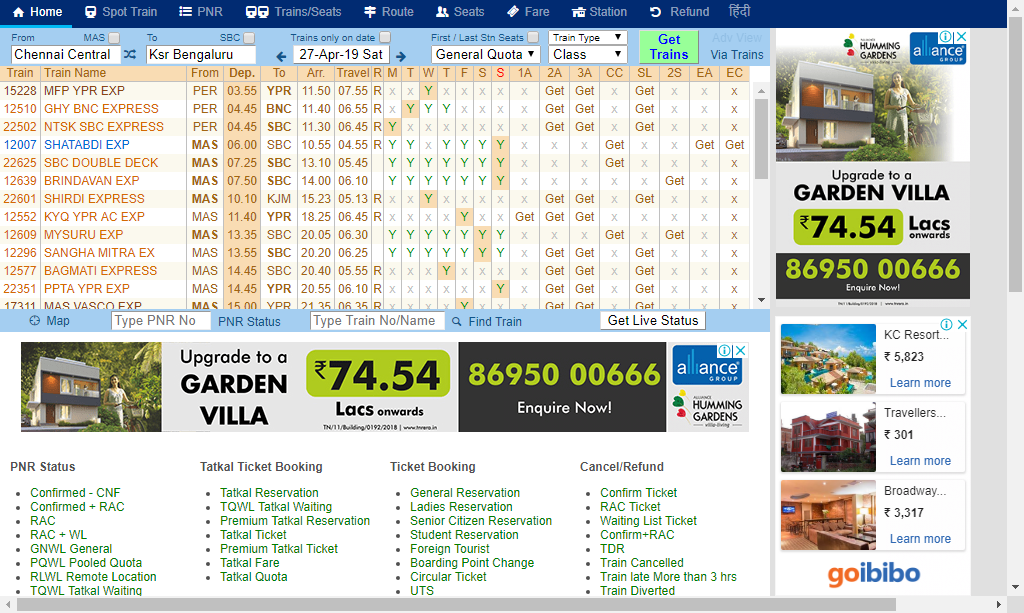 Home Spot Train PNR Trains/Seats Route Seats Fare Station Refund हिंदी
From MAS To SBC Trains only on date First / Last Stn Seats Train Type Get Trains Adv View
Chennai Central Ksr Bengaluru 27-Apr-19 Sat General Quota Class Via Trains
Train Train Name From Dep. To Arr. Travel R M T W T F S S 1A 2A 3A CC SL 2S EA EC
15228 MFP YPR EXP PER 03.55 YPR 11.50 07.55 R x x Y x x x x x Get Get x Get x x x
12510 GHY BNC EXPRESS PER 04.45 BNC 11.40 06.55 R x Y Y Y x x x x Get Get x Get x x x
22502 NTSK SBC EXPRESS PER 04.45 SBC 11.30 06.45 R Y x x x x x x x Get Get x Get x x x
12007 SHATABDI EXP MAS 06.00 SBC 10.55 04.55 R Y Y x Y Y Y Y x x x Get x x Get Get
22625 SBC DOUBLE DECK MAS 07.25 SBC 13.10 05.45 Y Y Y Y Y Y Y x x x Get x x x x
12639 BRINDAVAN EXP MAS 07.50 SBC 14.00 06.10 Y Y Y Y Y Y Y x x x x x Get x x
22601 SHIRDI EXPRESS MAS 10.10 KJM 15.23 05.13 R x x Y x x x x x Get Get x Get x x x
12552 KYQ YPR AC EXP MAS 11.40 YPR 18.25 06.45 R x x x x Y x x Get Get Get x x x x x
12609 MYSURU EXP MAS 13.35 SBC 20.05 06.30 Y Y Y Y Y Y Y x x x Get x Get x x
12296 SANGHA MITRA EX MAS 13.55 SBC 20.20 06.25 Y Y Y Y Y Y Y x Get Get x Get x x x
12577 BAGMATI EXPRESS MAS 14.45 SBC 20.40 05.55 R x x x Y x x x x Get Get x Get x x x
22351 PPTA YPR EXP MAS 14.45 YPR 20.55 06.10 R x x x x x x Y x Get Get x Get x x x
17311 MAS VASCO EXP MAS 15.00 YPR 21.35 06.35 R x x x x Y x x x Get Get x Get x x x
Map Type PNR No PNR Status Type Train No/Name Find Train Get Live Status
Upgrade to a
GARDEN
VILLA
₹74.54
Lacs onwards
TN/11/Building/0192/2018 | www.tnrera.in
86950 00666
Enquire Now!
alliance
GROUP
ALLIANCE
HUMMING
GARDENS
villa-living
PNR Status
Confirmed - CNF
Confirmed + RAC
RAC
RAC + WL
GNWL General
PQWL Pooled Quota
RLWL Remote Location
TQWL Tatkal Waiting
Tatkal Ticket Booking
Tatkal Reservation
TQWL Tatkal Waiting
Premium Tatkal Reservation
Tatkal Ticket
Premium Tatkal Ticket
Tatkal Fare
Tatkal Quota
Ticket Booking
General Reservation
Ladies Reservation
Senior Citizen Reservation
Student Reservation
Foreign Tourist
Boarding Point Change
Circular Ticket
UTS
Cancel/Refund
Confirm Ticket
RAC Ticket
Waiting List Ticket
Confirm+RAC
TDR
Train Cancelled
Train late More than 3 hrs
Train Diverted
HUMMING
GARDENS
alliance
GROUP
Upgrade to a
GARDEN VILLA
₹74.54 Lacs
onwards
86950 00666
Enquire Now!
KC Resort...
₹ 5,823
Learn more
Travellers...
₹ 301
Learn more
Broadway...
₹ 3,317
Learn more
goibibo